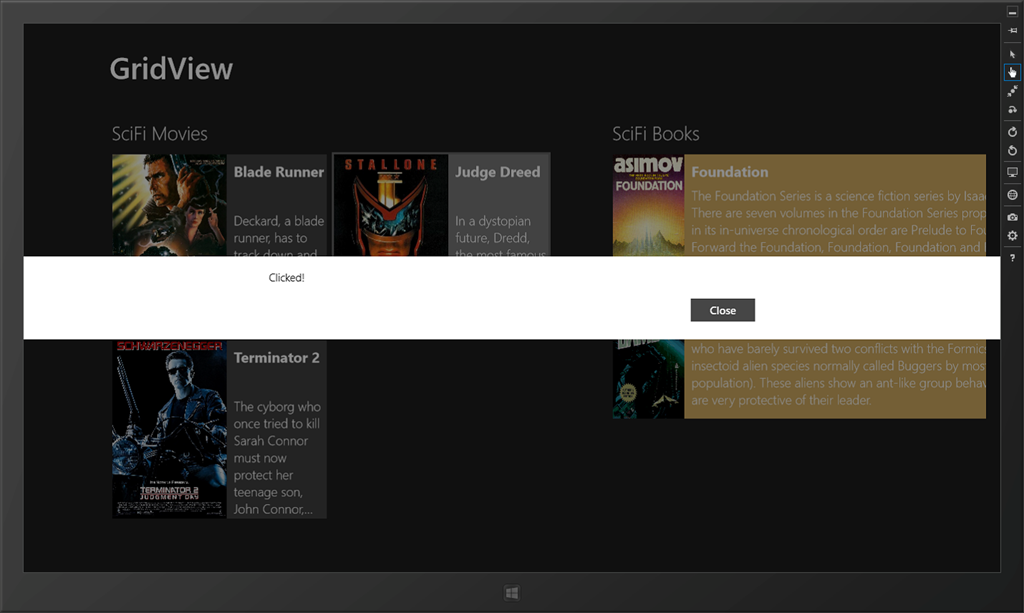 GridView
SciFi Movies
SciFi Books
Blade Runner
Deckard, a blade
runner, has to
track down and
STALLONE
Judge Dredd
In a dystopian
future, Dredd,
the most famous
asimov
FOUNDATION
Foundation
The Foundation Series is a science fiction series by Isaa
There are seven volumes in the Foundation Series prop
in its in-universe chronological order are Prelude to Fou
Forward the Foundation, Foundation, Foundation and
Clicked!
Close
SCHWARZENEGGER
TERMINATOR 2
JUDGMENT DAY
Terminator 2
The cyborg who
once tried to kill
Sarah Connor
must now
protect her
teenage son,
John Connor,...
who have barely survived two conflicts with the Formics
insectoid alien species normally called Buggers by mos
population). These aliens show an ant-like group behav
are very protective of their leader.
?